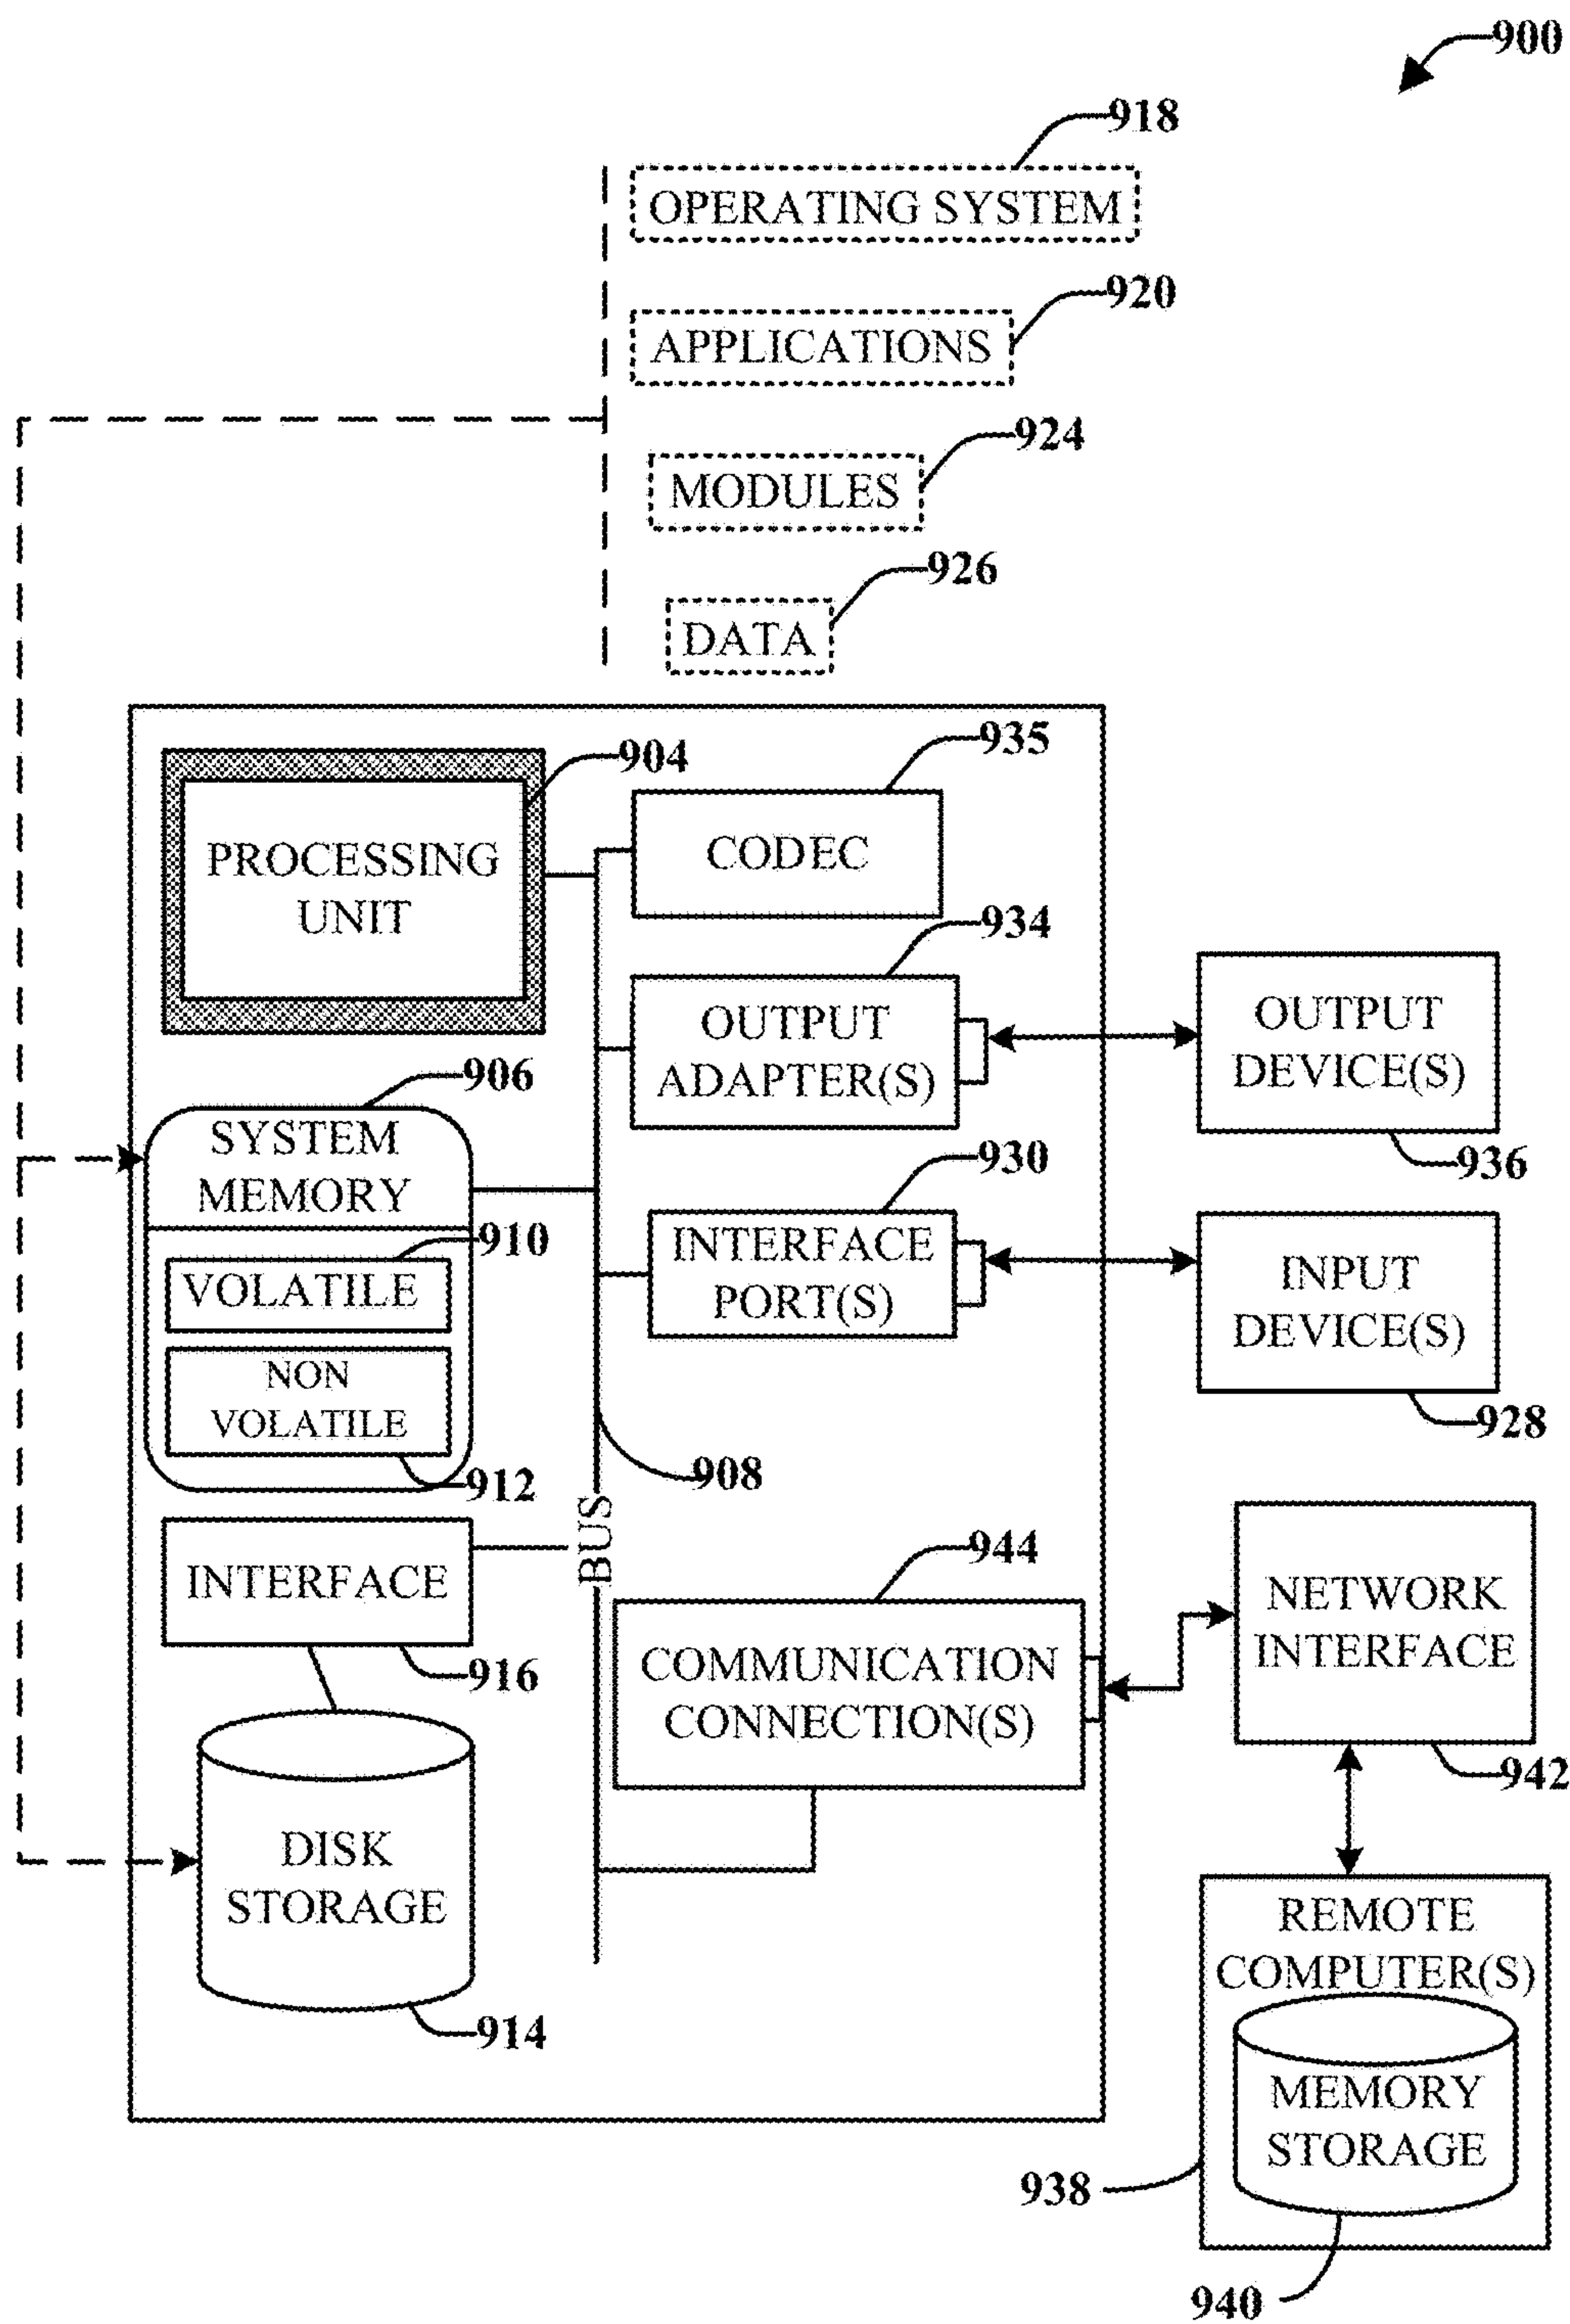 900
918
OPERATING SYSTEM
920
APPLICATIONS
924
MODULES
926
DATA
904
PROCESSING
UNIT
935
CODEC
934
OUTPUT
ADAPTER(S)
OUTPUT
DEVICE(S)
936
906
SYSTEM
MEMORY
910
VOLATILE
NON
VOLATILE
912
930
INTERFACE
PORT(S)
INPUT
DEVICE(S)
928
908
BUS
INTERFACE
916
944
COMMUNICATION
CONNECTION(S)
NETWORK
INTERFACE
942
DISK
STORAGE
914
REMOTE
COMPUTER(S)
MEMORY
STORAGE
938
940